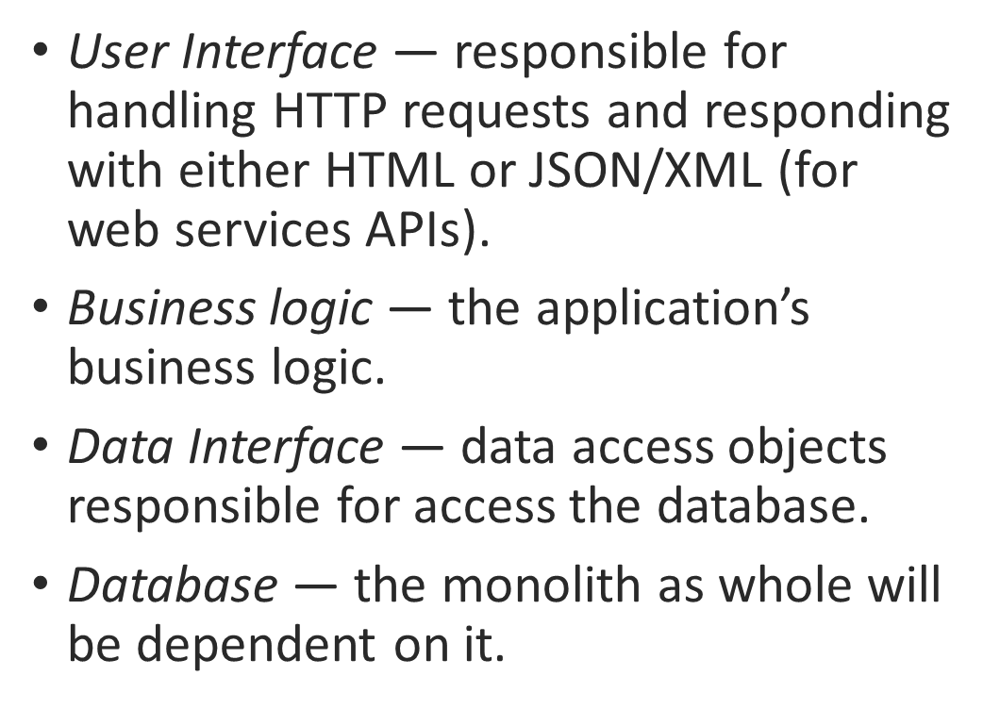 • User Interface — responsible for
handling HTTP requests and responding
with either HTML or JSON/XML (for
web services APIs).
• Business logic — the application’s
business logic.
• Data Interface — data access objects
responsible for access the database.
• Database — the monolith as whole will
be dependent on it.